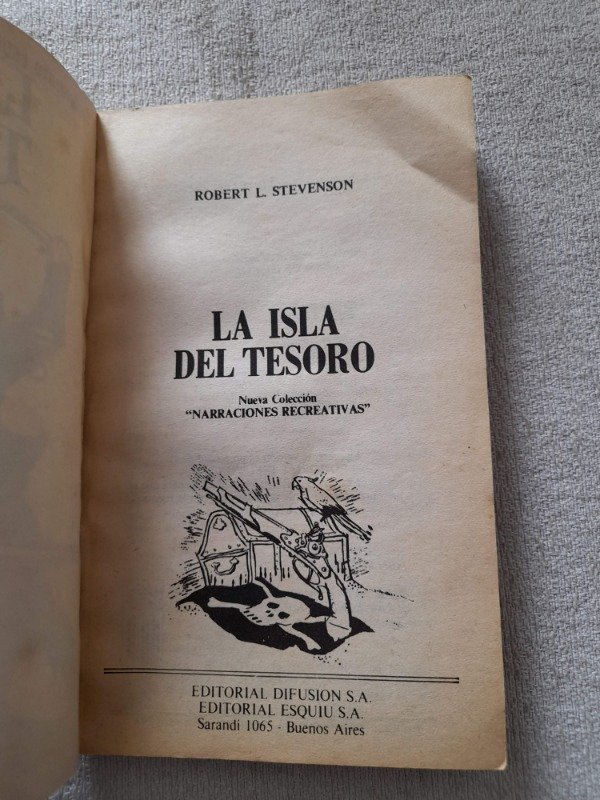 ROBERT L. STEVENSON
LA ISLA
DEL TESORO
Nueva Colección
“NARRACIONES RECREATIVAS”
EDITORIAL DIFUSION S.A.
EDITORIAL ESQUIU S.A.
Sarandi 1065 - Buenos Aires